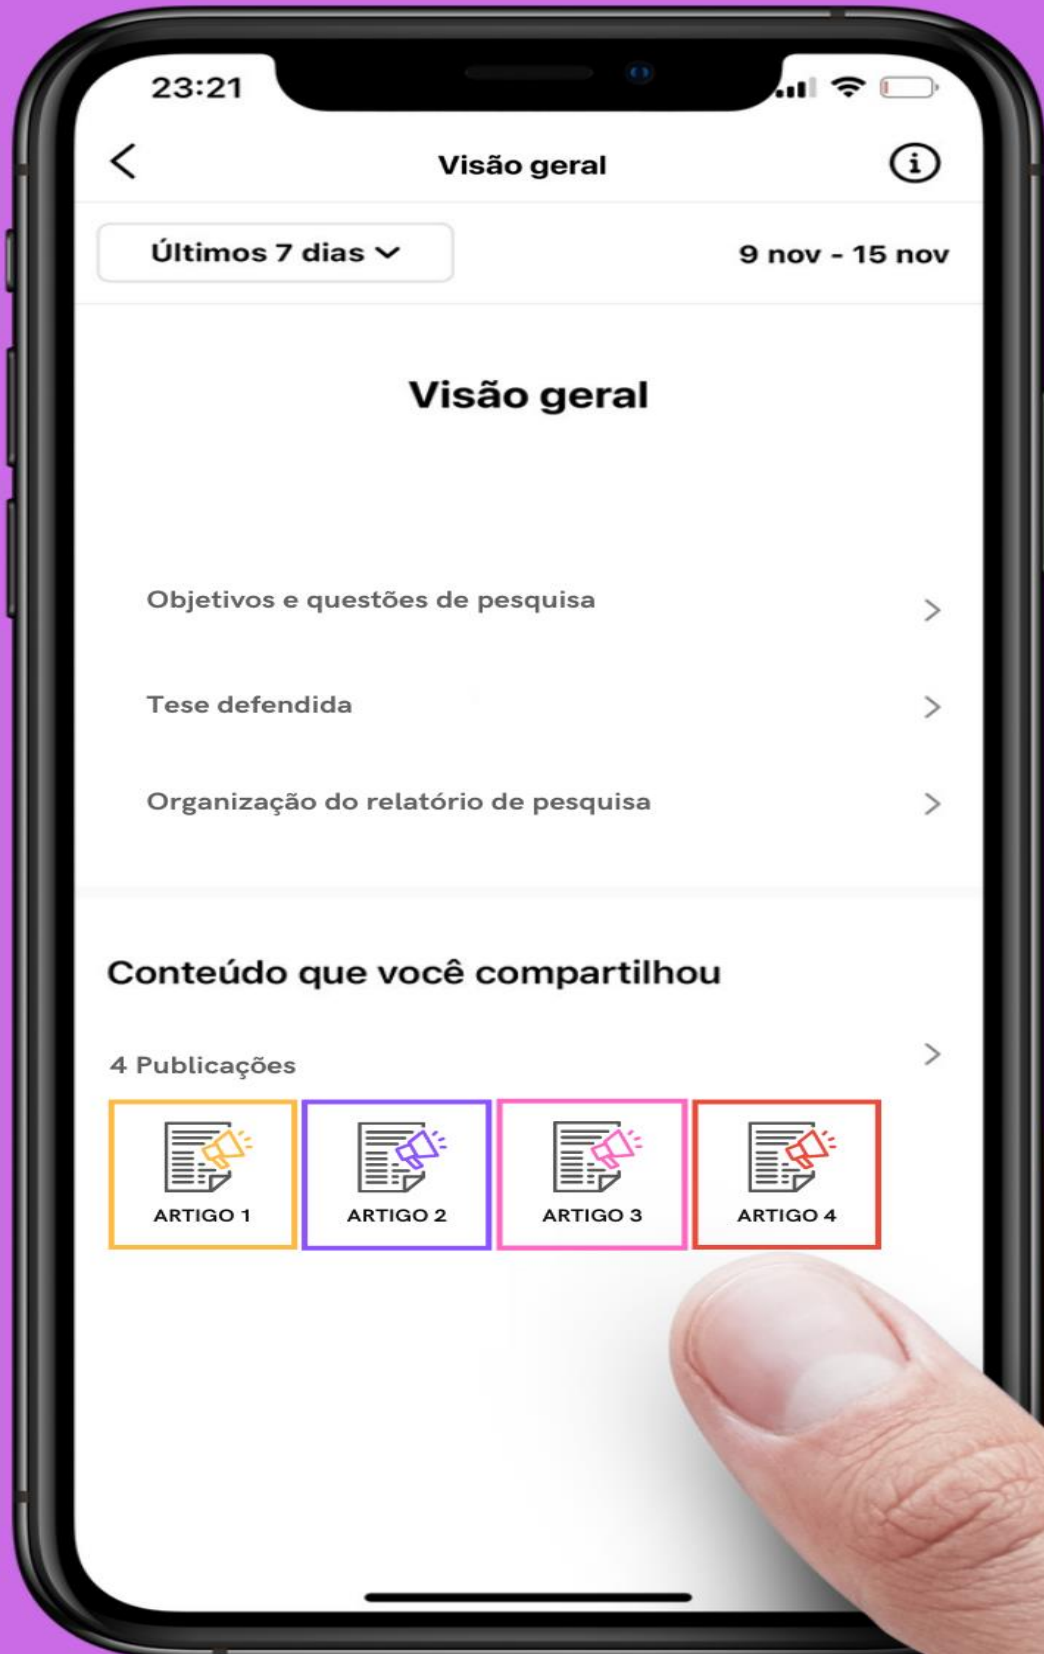 23:21
Visão geral
Últimos 7 dias
9 nov - 15 nov
Visão geral
Objetivos e questões de pesquisa
Tese defendida
Organização do relatório de pesquisa
Conteúdo que você compartilhou
4 Publicações
ARTIGO 1
ARTIGO 2
ARTIGO 3
ARTIGO 4